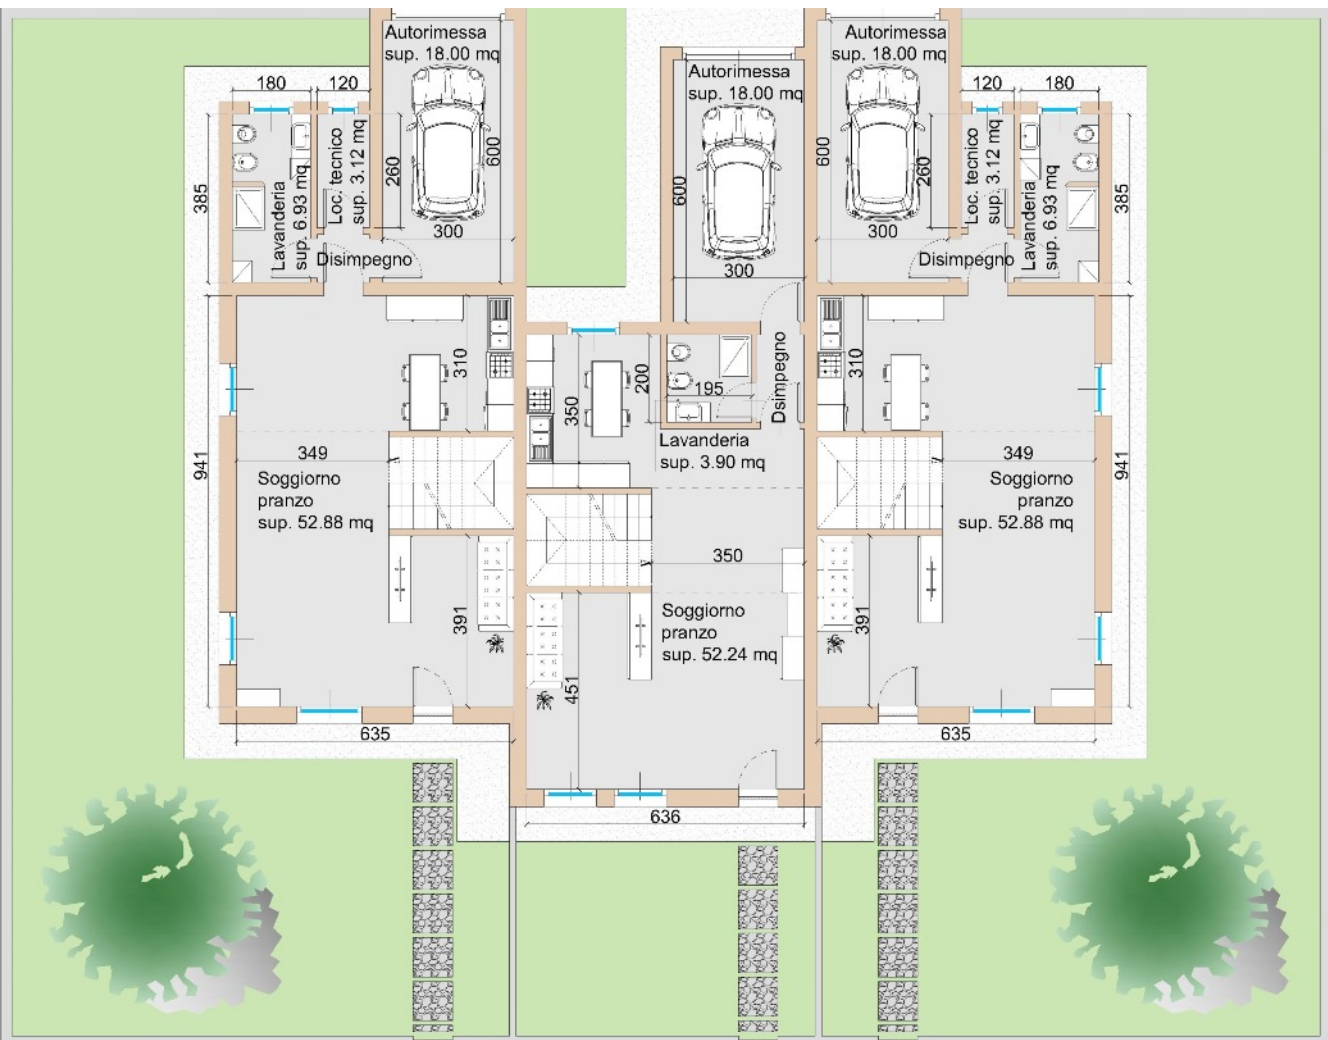 Autorimessa
sup. 18.00 mq
Autorimessa
sup. 18.00 mq
Autorimessa
sup. 18.00 mq
180
120
120
180
385
Lavanderia
sup. 6.93 mq
Loc. tecnico
sup. 3.12 mq
260
600
300
Disimpegno
600
300
600
260
300
Loc. tecnico
sup. 3.12 mq
Lavanderia
sup. 6.93 mq
385
Disimpegno
310
350
200
195
Dsimpegno
310
941
349
Soggiorno
pranzo
sup. 52.88 mq
Lavanderia
sup. 3.90 mq
349
Soggiorno
pranzo
sup. 52.88 mq
941
350
391
451
Soggiorno
pranzo
sup. 52.24 mq
391
635
636
635